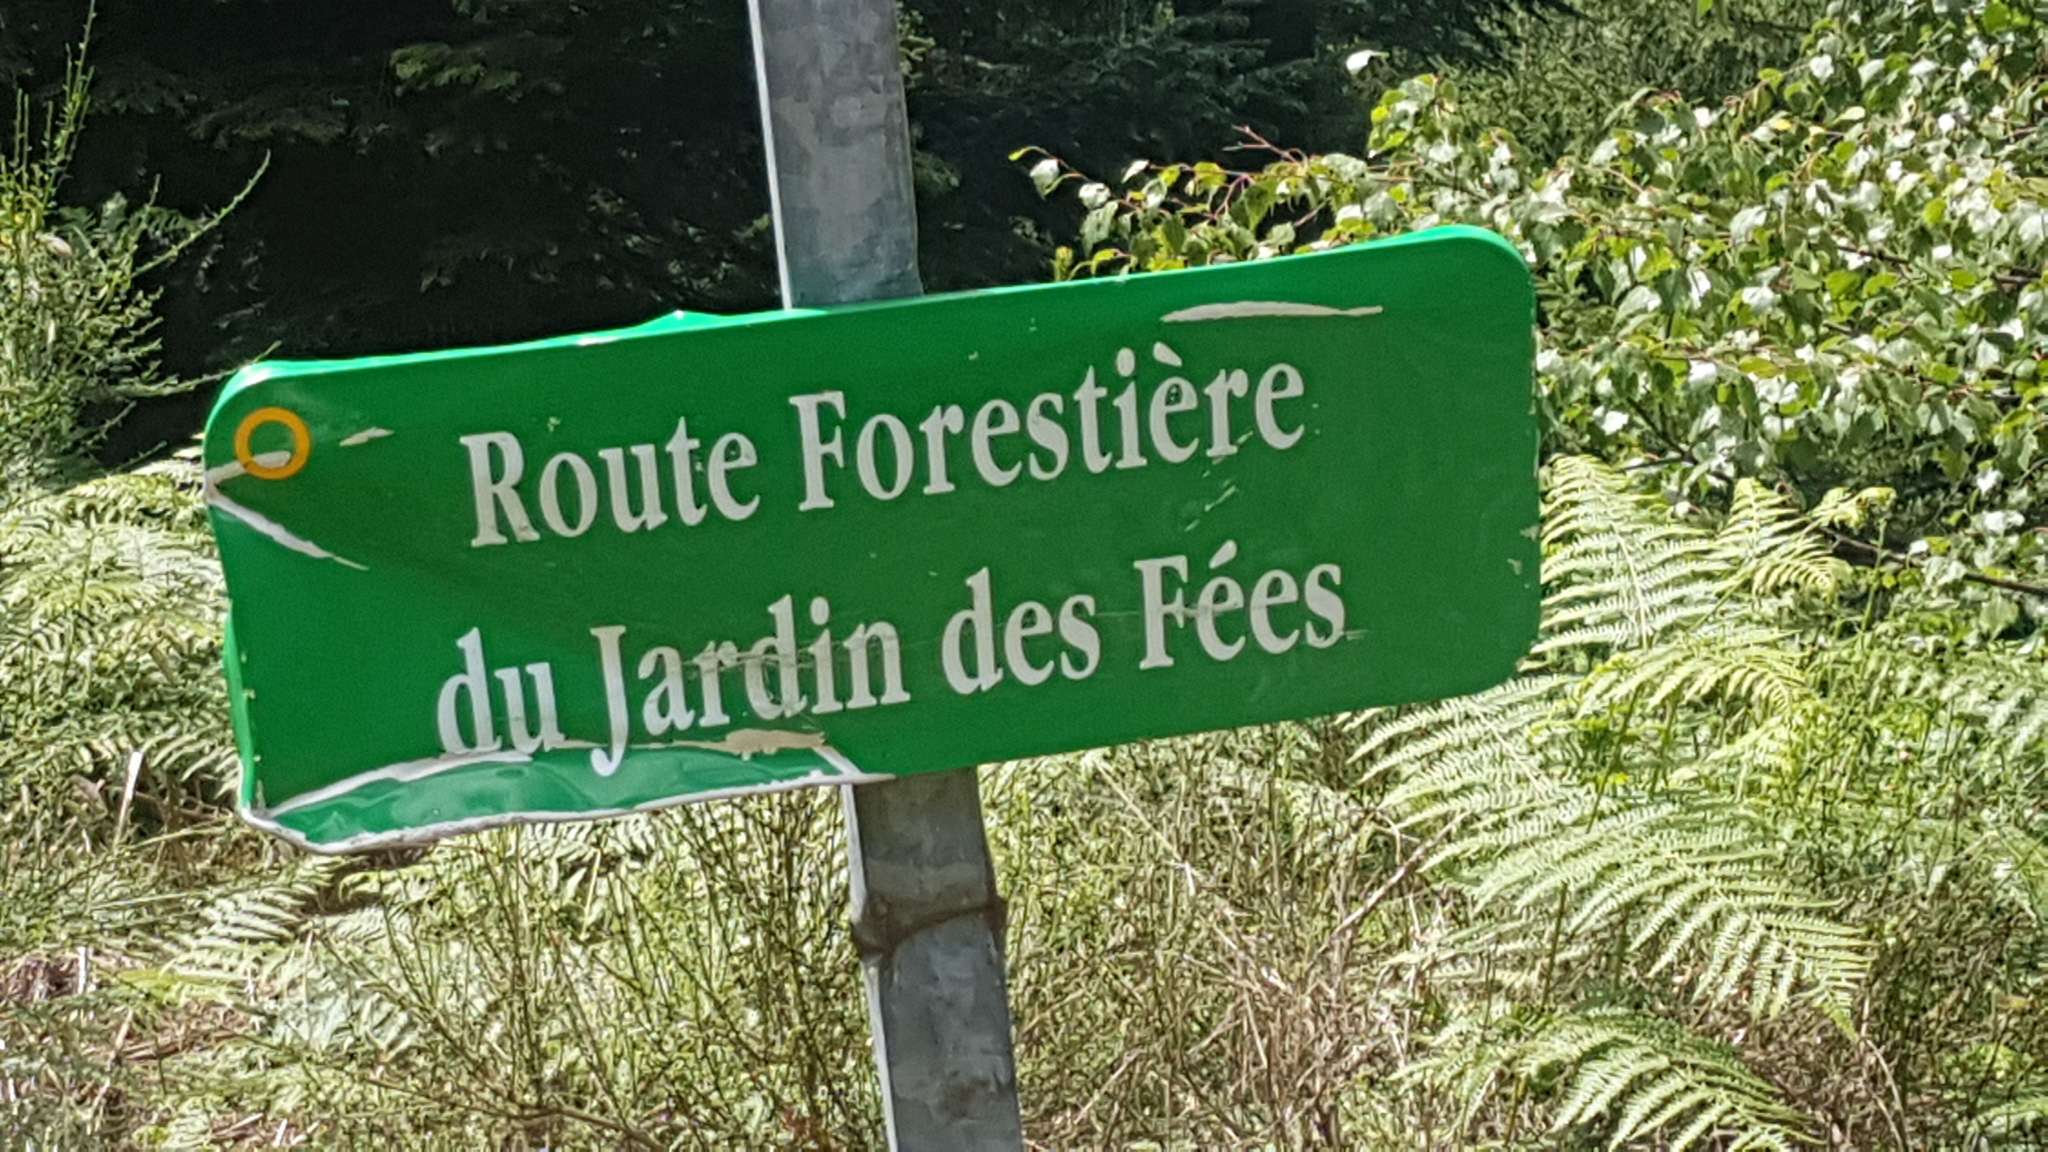 Route Forestière
du Jardin des Fées